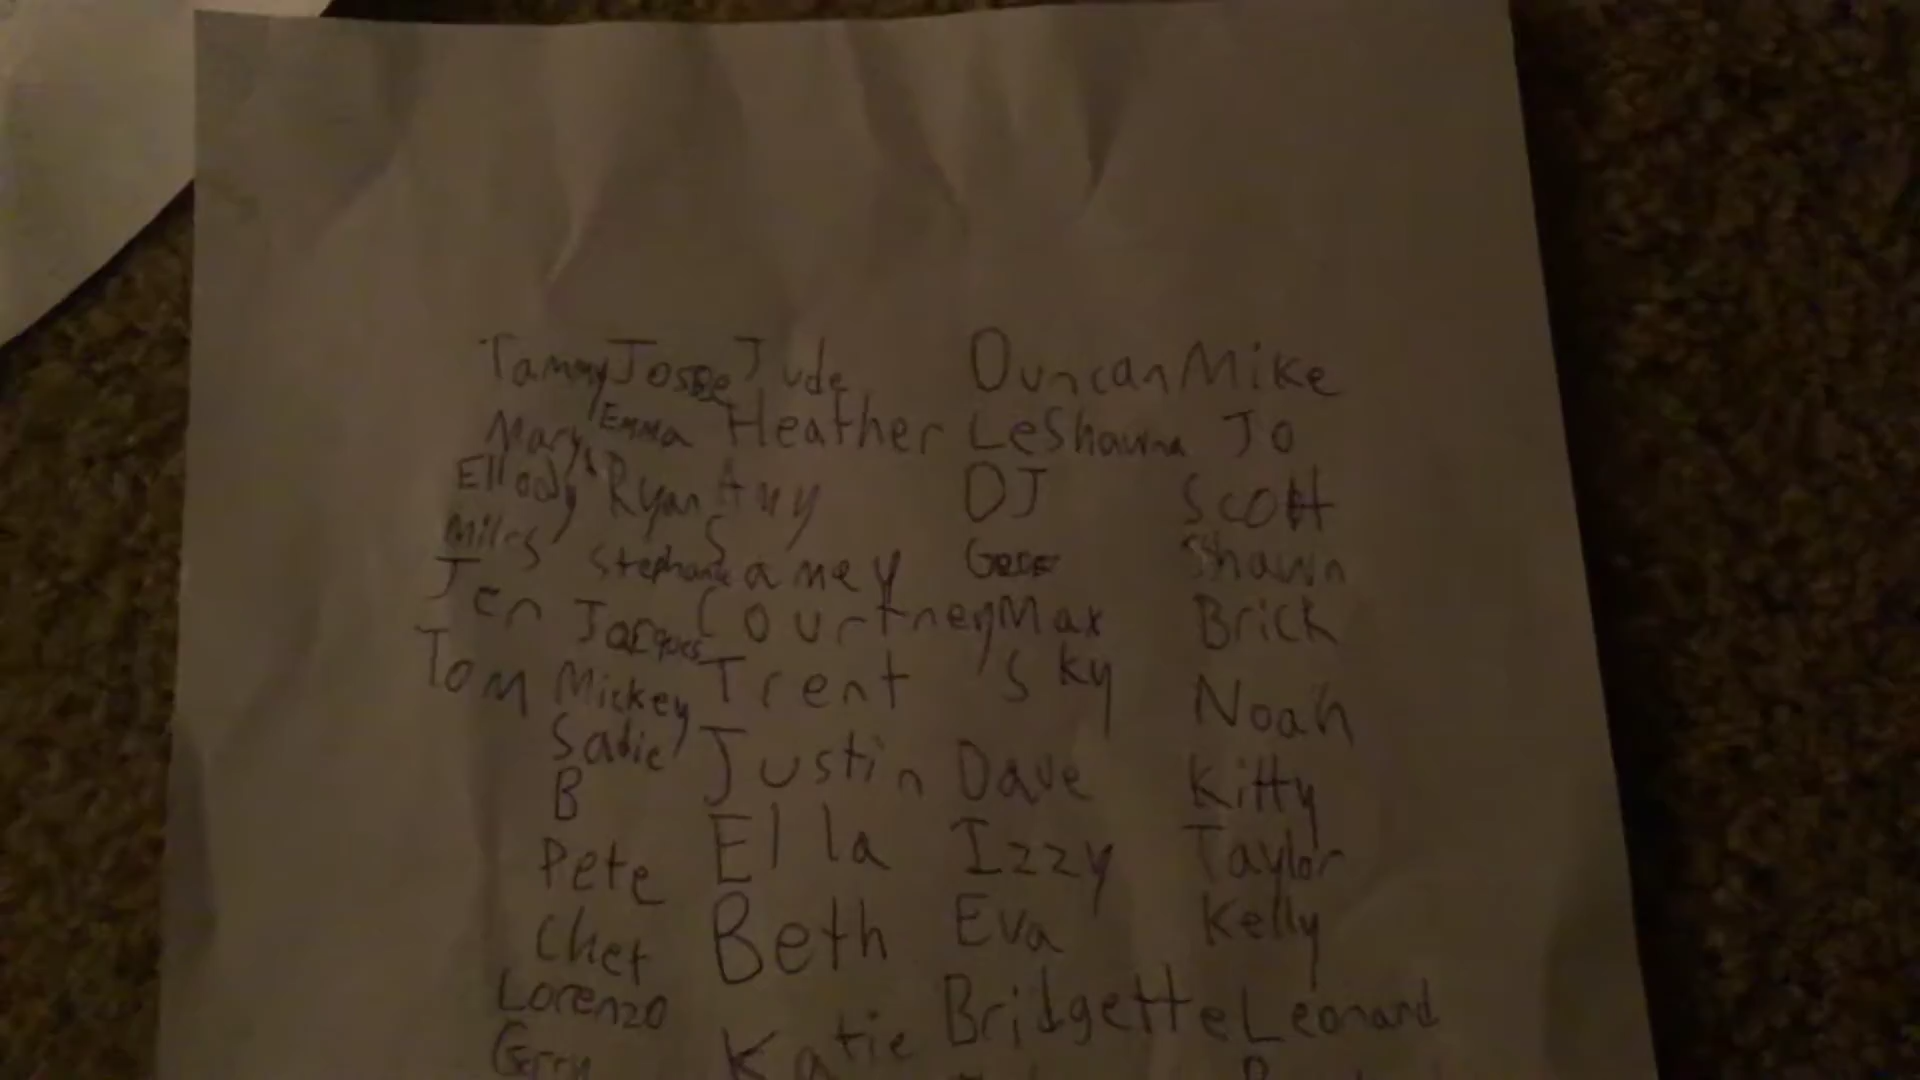 Tammy Josee Jude Duncan Mike
Mary Emma Heather LeShawna Jo
Ellody Ryan Amy DJ Scott
Miles Stephanie Samey Shawn
Jen Jacques Courtney Max Brick
Tom Mickey Trent Sky Noah
Sadie Justin Dave Kitty
B Ella Izzy Taylor
Pete Beth Eva Kelly
Chet Bridgette Leonard
Lorenzo Katie
Gerry